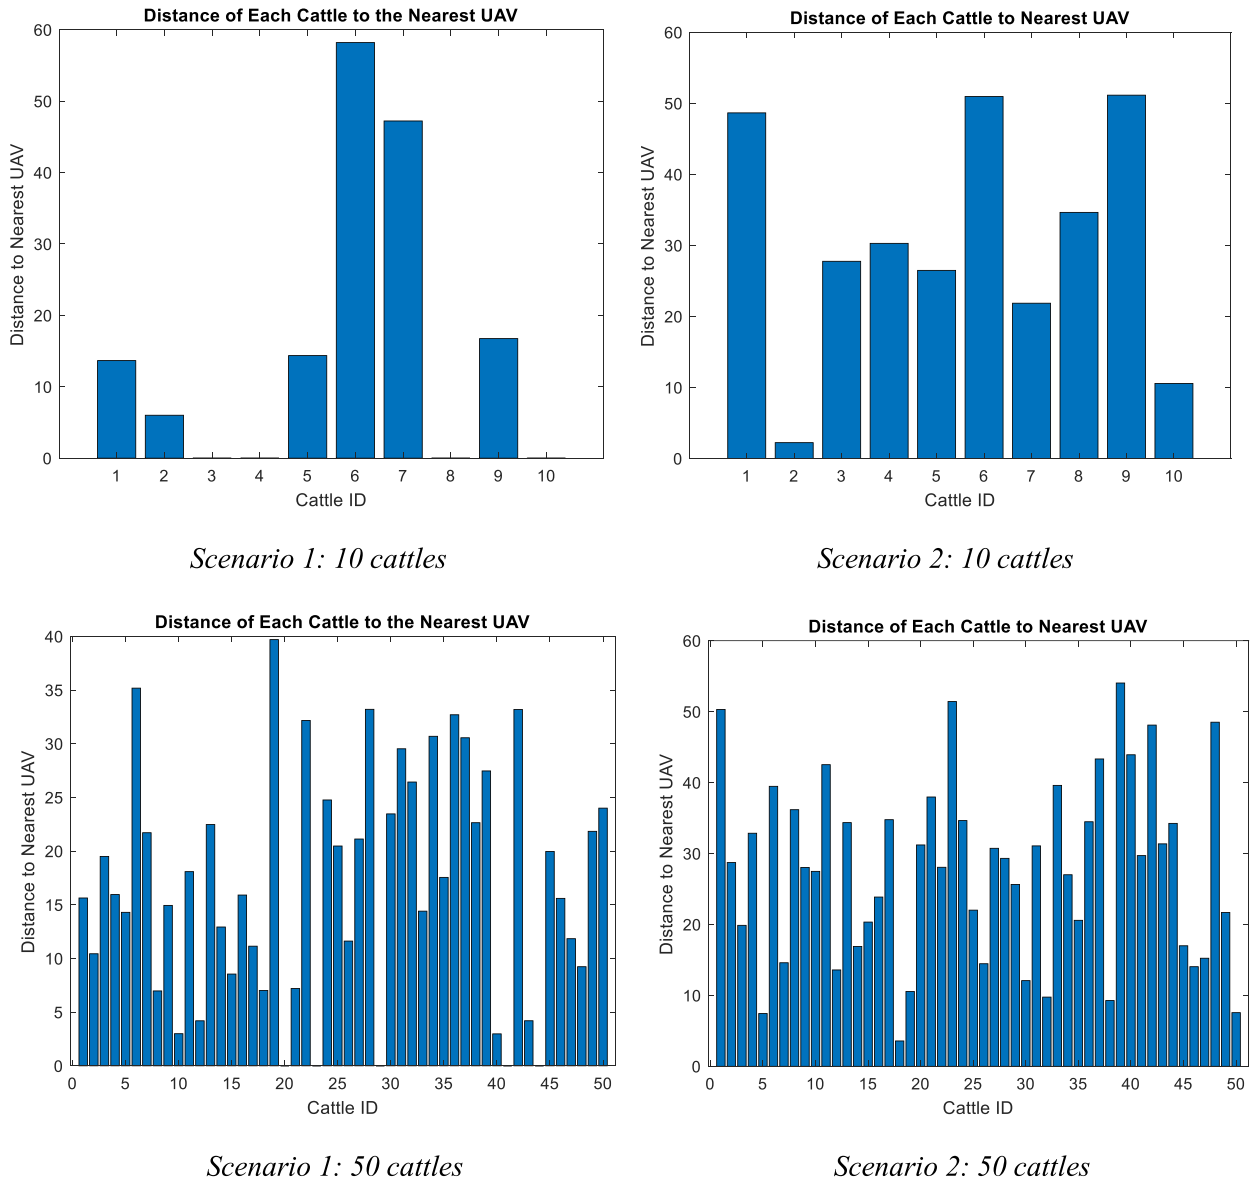 Distance of Each Cattle to the Nearest UAV
60
50
40
30
20
10
0
Distance to Nearest UAV
1 2 3 4 5 6 7 8 9 10
Cattle ID
Scenario 1: 10 cattles
Distance of Each Cattle to Nearest UAV
60
50
40
30
20
10
0
Distance to Nearest UAV
1 2 3 4 5 6 7 8 9 10
Cattle ID
Scenario 2: 10 cattles
Distance of Each Cattle to the Nearest UAV
40
35
30
25
20
15
10
5
0
Distance to Nearest UAV
0 5 10 15 20 25 30 35 40 45 50
Cattle ID
Scenario 1: 50 cattles
Distance of Each Cattle to Nearest UAV
60
50
40
30
20
10
0
Distance to Nearest UAV
0 5 10 15 20 25 30 35 40 45 50
Cattle ID
Scenario 2: 50 cattles